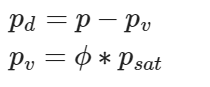 p_d = p − p_v
p_v = ϕ ∗ p_sat